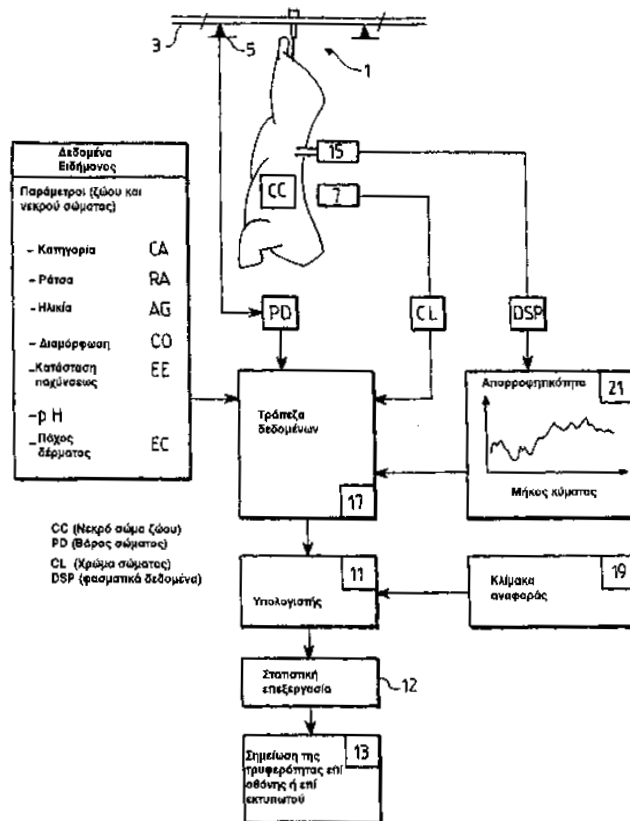 3
5
1
15
CC
7
Δεδομένα
Ειδήμονος
Παράμετροι (ζώου και
νεκρού σώματος)
- Κατηγορία CA
- Ράτσα RA
- Ηλικία AG
- Διαμόρφωση CO
- Κατάσταση EE
παχύνσεως
- pH
- Πάχος EC
δέρματος
PD
CL
DSP
Τράπεζα
δεδομένων
17
Απορροφητικότητα
21
Μήκος κύματος
CC (Νεκρό σώμα ζώου)
PD (Βάρος σώματος)
CL (Χρώμα σώματος)
DSP (φασματικά δεδομένα)
11
Υπολογιστής
Κλίμακα
αναφοράς
19
Στατιστική
επεξεργασία
12
Σημείωση της
τρυφερότητας επί
οθόνης ή επί
εκτυπωτού
13